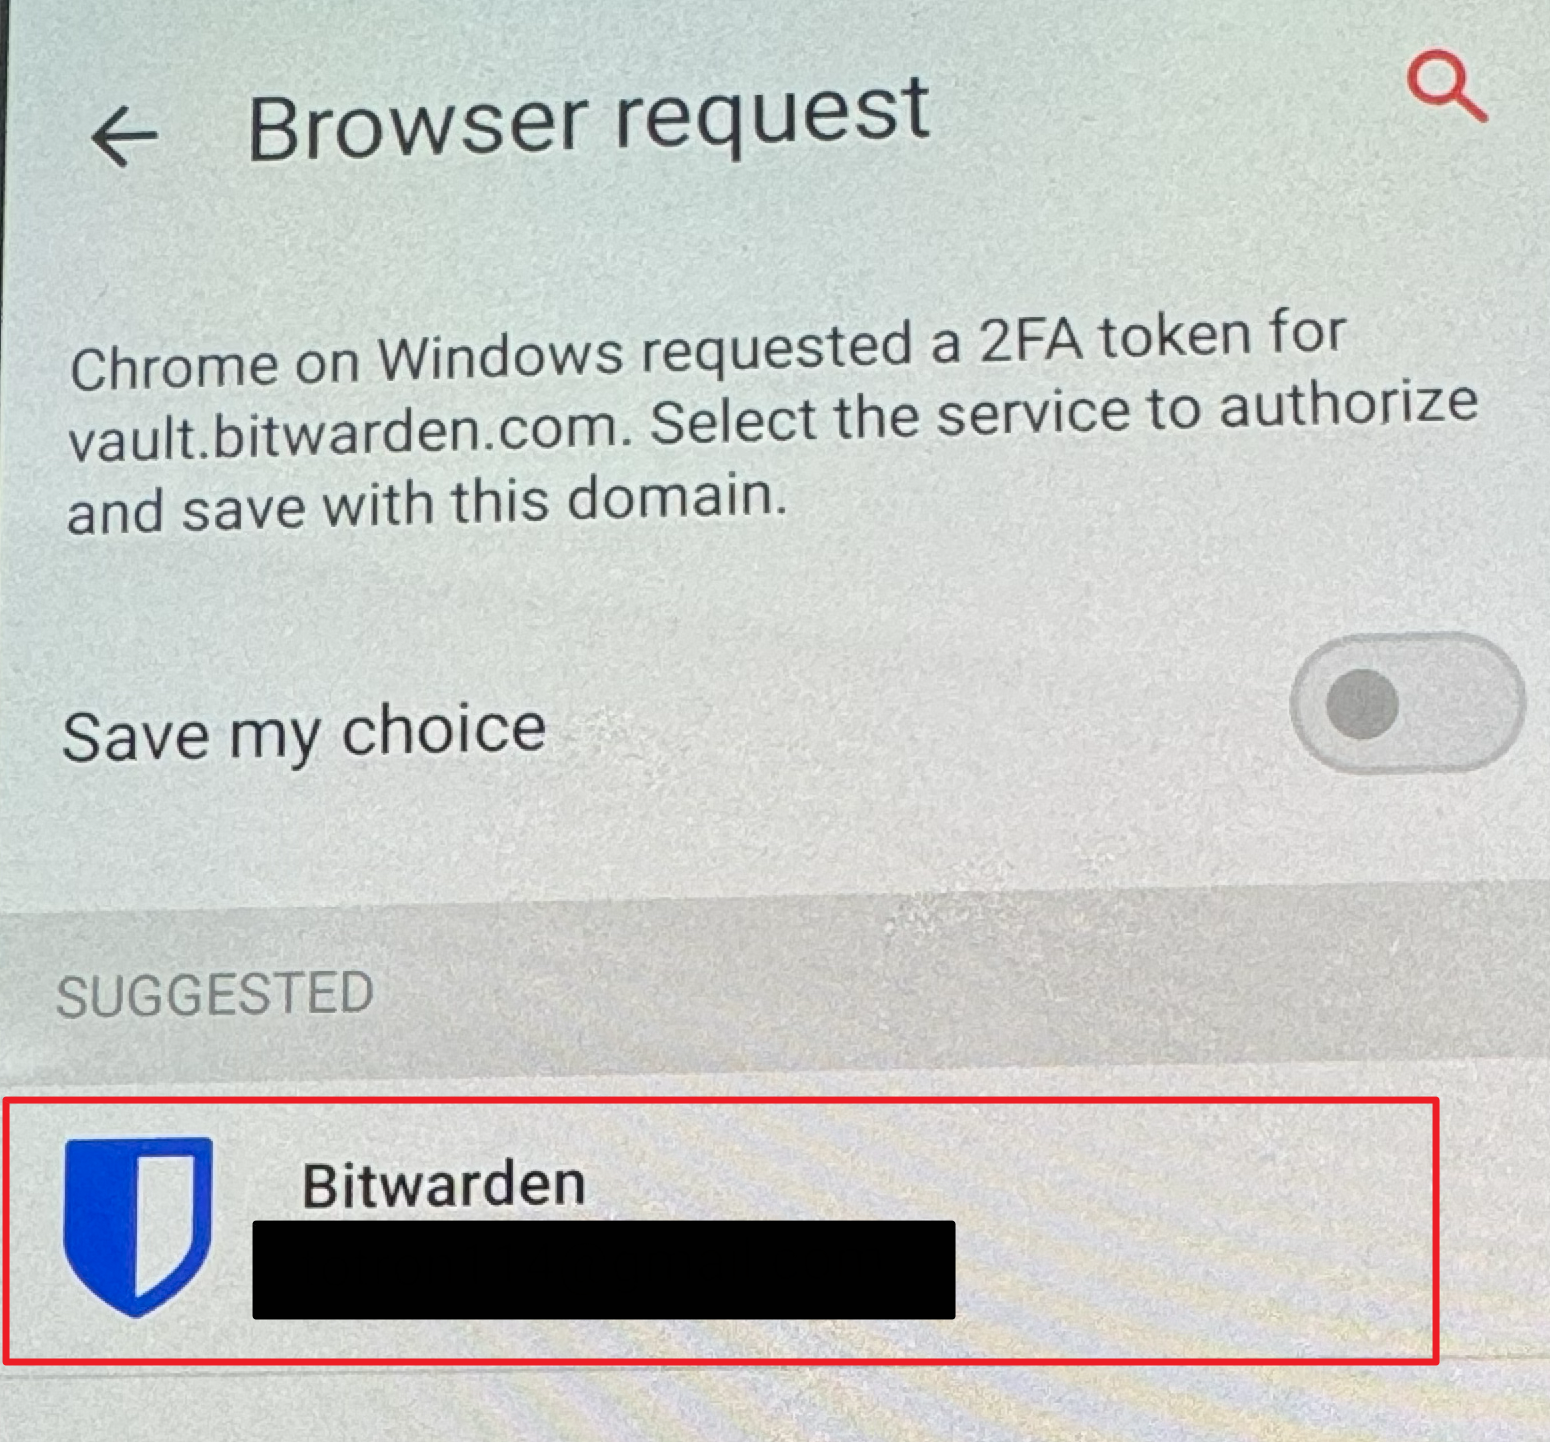 Browser request
Chrome on Windows requested a 2FA token for
vault.bitwarden.com. Select the service to authorize
and save with this domain.
Save my choice
SUGGESTED
Bitwarden